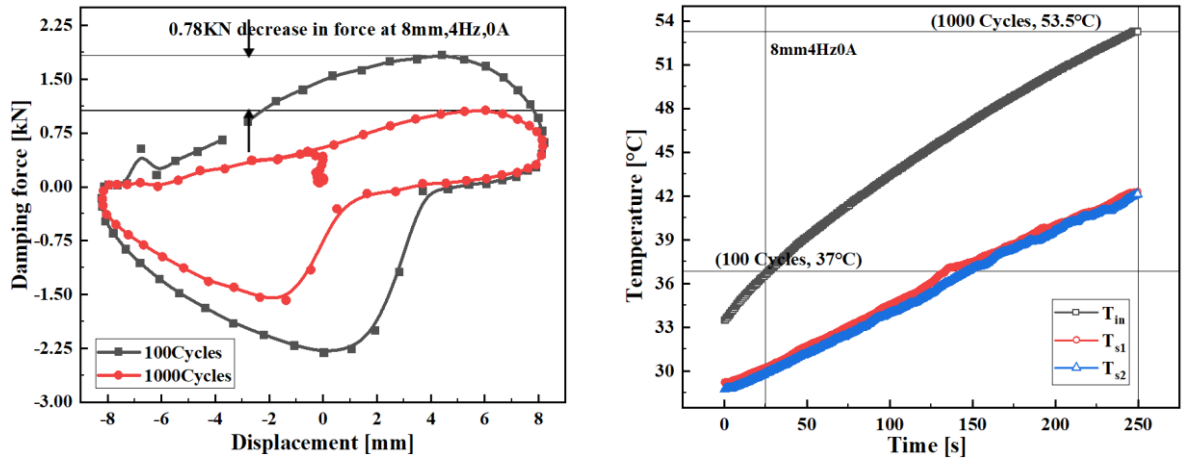 0.78KN decrease in force at 8mm,4Hz,0A
2.25
1.50
0.75
0.00
-0.75
-1.50
-2.25
-3.00
Damping force [kN]
100Cycles
1000Cycles
-8 -6 -4 -2 0 2 4 6 8
Displacement [mm]
(1000 Cycles, 53.5°C)
8mm4Hz0A
(100 Cycles, 37°C)
54
51
48
45
42
39
36
33
30
Temperature [°C]
T_in
T_s1
T_s2
0 50 100 150 200 250
Time [s]